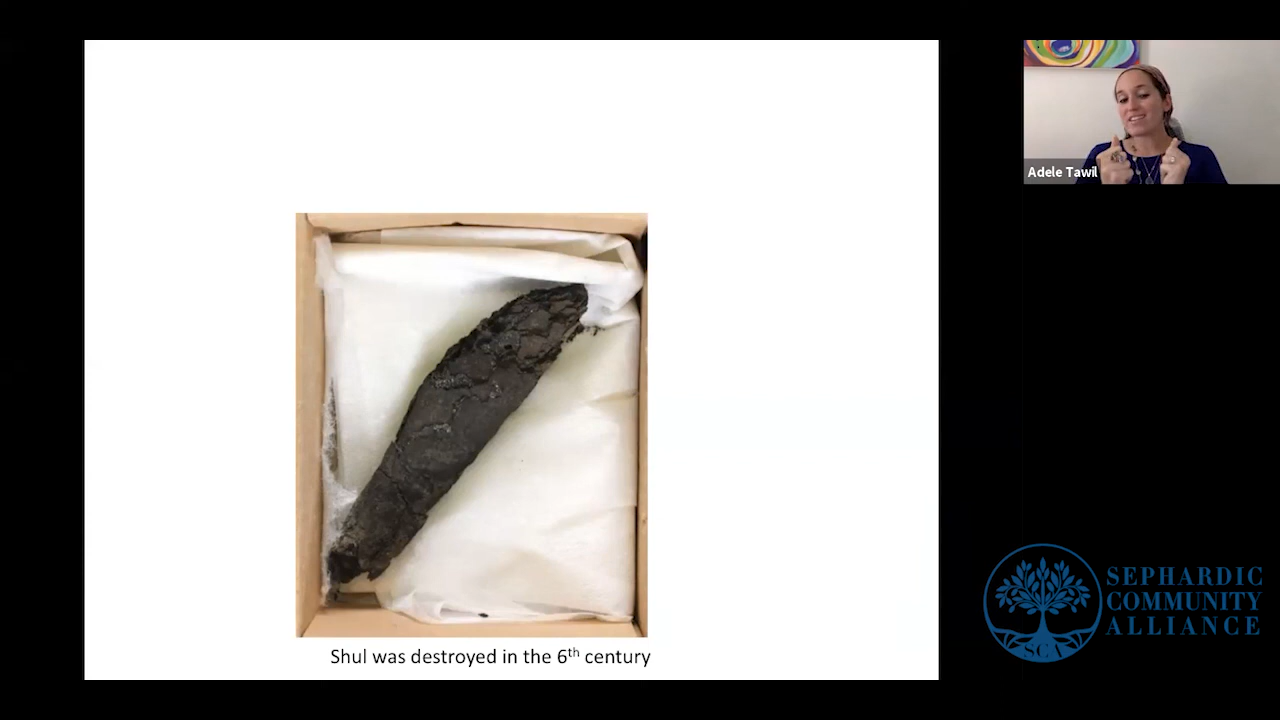 Adele Tawil
Shul was destroyed in the 6th century
SEPHARDIC
COMMUNITY
ALLIANCE
SCA